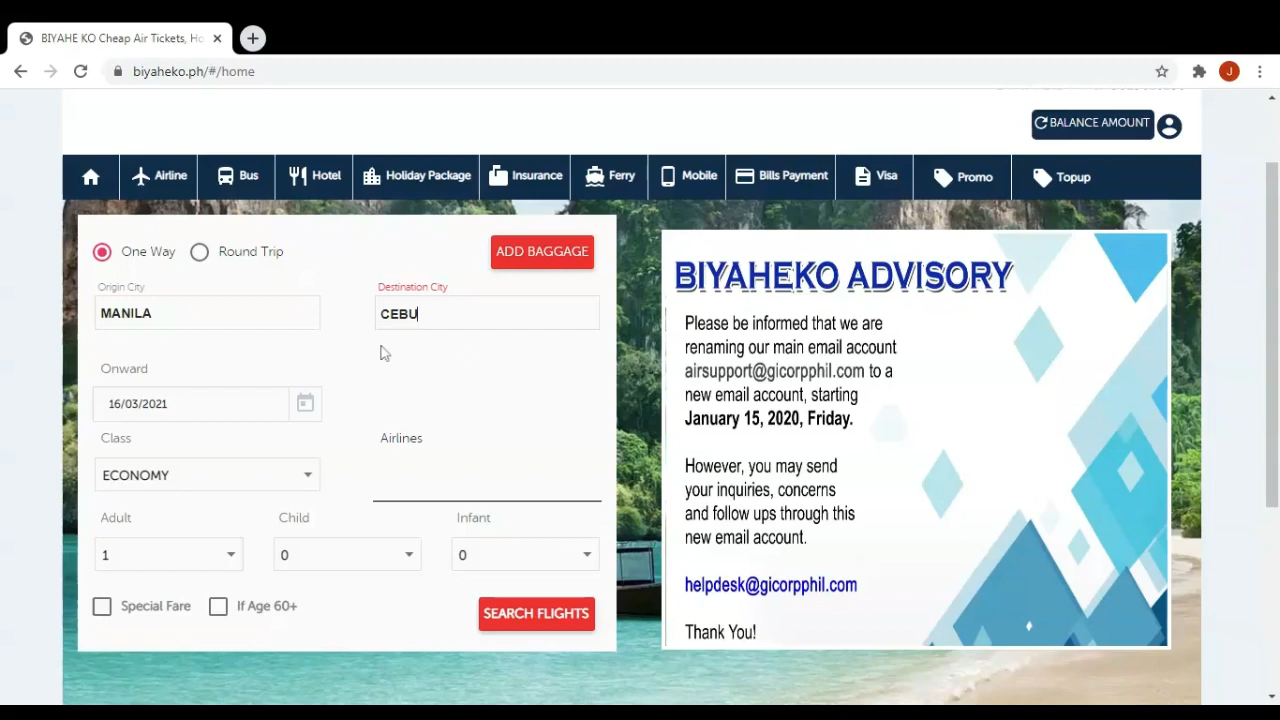 BIYAHE KO Cheap Air Tickets, Ho
biyaheko.ph/#/home
J
BALANCE AMOUNT
Airline Bus Hotel Holiday Package Insurance Ferry Mobile Bills Payment Visa Promo Topup
One Way Round Trip ADD BAGGAGE
Origin City Destination City
MANILA CEBU
Onward
16/03/2021
Class Airlines
ECONOMY
Adult Child Infant
1 0 0
Special Fare If Age 60+ SEARCH FLIGHTS
BIYAHEKO ADVISORY
Please be informed that we are
renaming our main email account
airsupport@gicorpphil.com to a
new email account, starting
January 15, 2020, Friday.
However, you may send
your inquiries, concerns
and follow ups through this
new email account.
helpdesk@gicorpphil.com
Thank You!